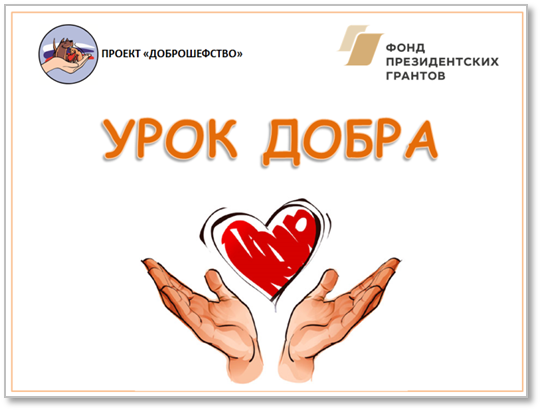 ПРОЕКТ «ДОБРОШЕФСТВО»
ФОНД
ПРЕЗИДЕНТСКИХ
ГРАНТОВ
УРОК ДОБРА